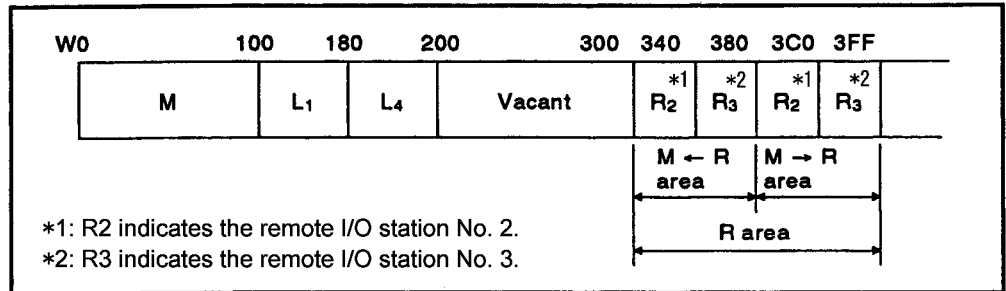 W0 100 180 200 300 340 380 3C0 3FF
*1 *2 *1 *2
M L1 L4 Vacant R2 R3 R2 R3
M ← R M → R
area area
R area
*1: R2 indicates the remote I/O station No. 2.
*2: R3 indicates the remote I/O station No. 3.